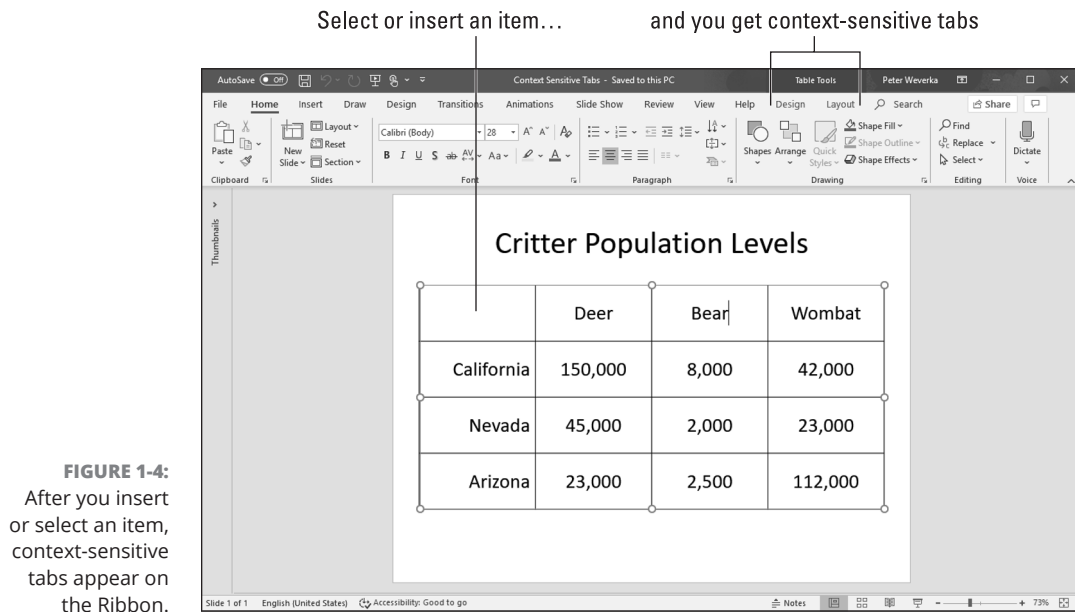 Select or insert an item… and you get context-sensitive tabs
AutoSave Off Context Sensitive Tabs - Saved to this PC Table Tools Peter Weverka
File Home Insert Draw Design Transitions Animations Slide Show Review View Help Design Layout Search Share
Paste
New Slide
Layout
Reset
Section
Calibri (Body) 28 A^ A˅ A
B I U S ab AV Aa A
Shapes Arrange Quick Styles
Shape Fill
Shape Outline
Shape Effects
Find
Replace
Select
Dictate
Clipboard Slides Font Paragraph Drawing Editing Voice
Thumbnails
Critter Population Levels
Deer Bear Wombat
California 150,000 8,000 42,000
Nevada 45,000 2,000 23,000
Arizona 23,000 2,500 112,000
Slide 1 of 1 English (United States) Accessibility: Good to go Notes 73%
FIGURE 1-4:
After you insert
or select an item,
context-sensitive
tabs appear on
the Ribbon.